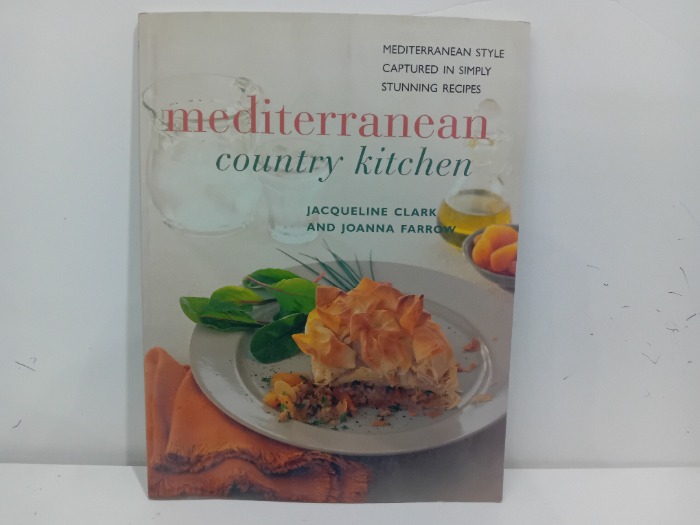 MEDITERRANEAN STYLE
CAPTURED IN SIMPLY
STUNNING RECIPES
mediterranean
country kitchen
JACQUELINE CLARK
AND JOANNA FARROW